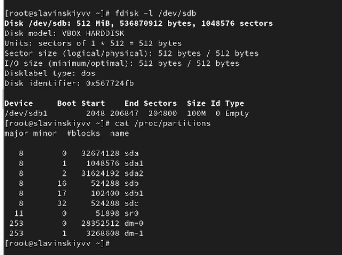 [root@slavinskiyvv ~]# fdisk -l /dev/sdb
Disk /dev/sdb: 512 MiB, 536870912 bytes, 1048576 sectors
Disk model: VBOX HARDDISK
Units: sectors of 1 * 512 = 512 bytes
Sector size (logical/physical): 512 bytes / 512 bytes
I/O size (minimum/optimal): 512 bytes / 512 bytes
Disklabel type: dos
Disk identifier: 0x567724fb
Device Boot Start End Sectors Size Id Type
/dev/sdb1 2048 206847 204800 100M 0 Empty
[root@slavinskiyvv ~]# cat /proc/partitions
major minor #blocks name
8 0 32674128 sda
8 1 1048576 sda1
8 2 31624192 sda2
8 16 524288 sdb
8 17 102400 sdb1
8 32 524288 sdc
11 0 51898 sr0
253 0 28352512 dm-0
253 1 3268608 dm-1
[root@slavinskiyvv ~]#